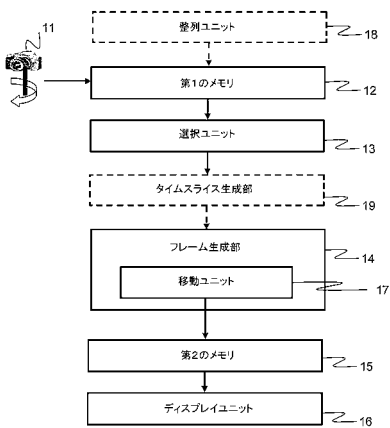 11
整列ユニット
18
第1のメモリ
12
選択ユニット
13
タイムスライス生成部
19
フレーム生成部
14
移動ユニット
17
第2のメモリ
15
ディスプレイユニット
16